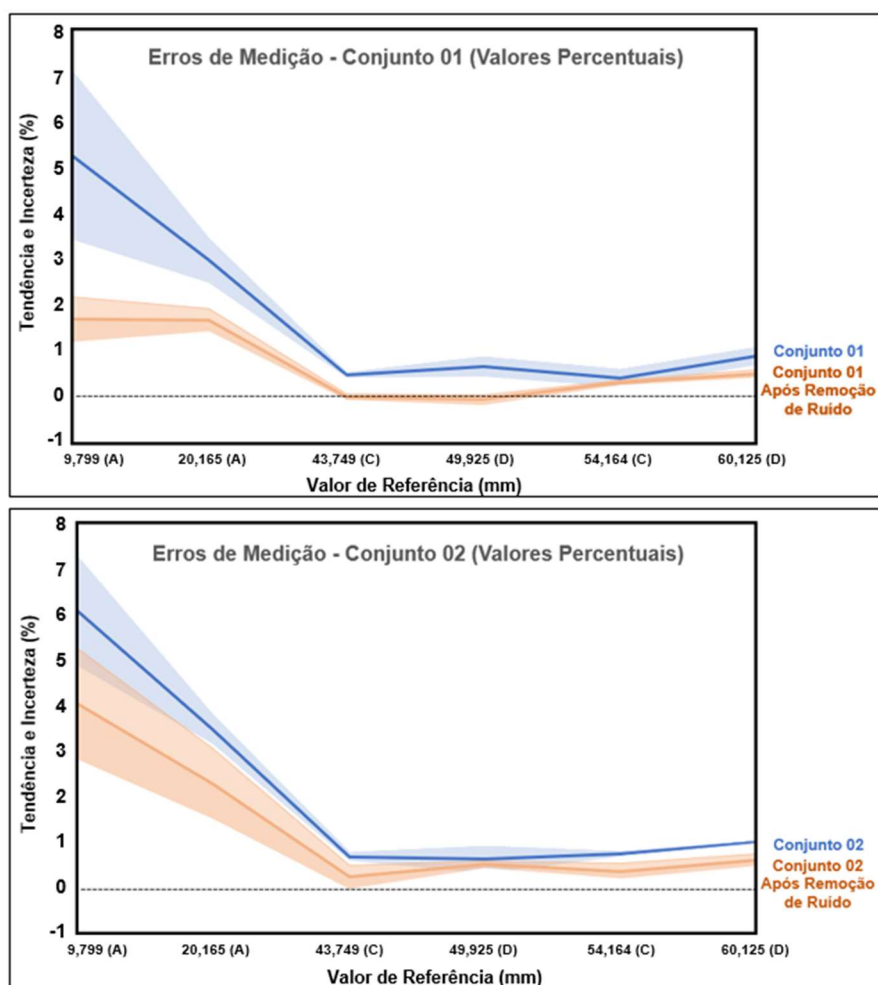 Erros de Medição - Conjunto 01 (Valores Percentuais)
Tendência e Incerteza (%)
8
7
6
5
4
3
2
1
0
-1
Conjunto 01
Conjunto 01
Após Remoção
de Ruído
9,799 (A) 20,165 (A) 43,749 (C) 49,925 (D) 54,164 (C) 60,125 (D)
Valor de Referência (mm)
Erros de Medição - Conjunto 02 (Valores Percentuais)
Tendência e Incerteza (%)
8
7
6
5
4
3
2
1
0
-1
Conjunto 02
Conjunto 02
Após Remoção
de Ruído
9,799 (A) 20,165 (A) 43,749 (C) 49,925 (D) 54,164 (C) 60,125 (D)
Valor de Referência (mm)